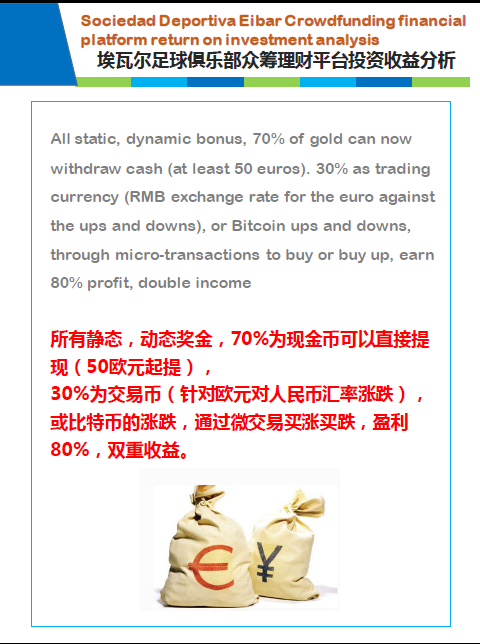 Sociedad Deportiva Eibar Crowdfunding financial
platform return on investment analysis
埃瓦尔足球俱乐部众筹理财平台投资收益分析
All static, dynamic bonus, 70% of gold can now
withdraw cash (at least 50 euros). 30% as trading
currency (RMB exchange rate for the euro against
the ups and downs), or Bitcoin ups and downs,
through micro-transactions to buy or buy up, earn
80% profit, double income
所有静态，动态奖金，70%为现金币可以直接提
现（50欧元起提），
30%为交易币（针对欧元对人民币汇率涨跌），
或比特币的涨跌，通过微交易买涨买跌，盈利
80%，双重收益。
€ ¥